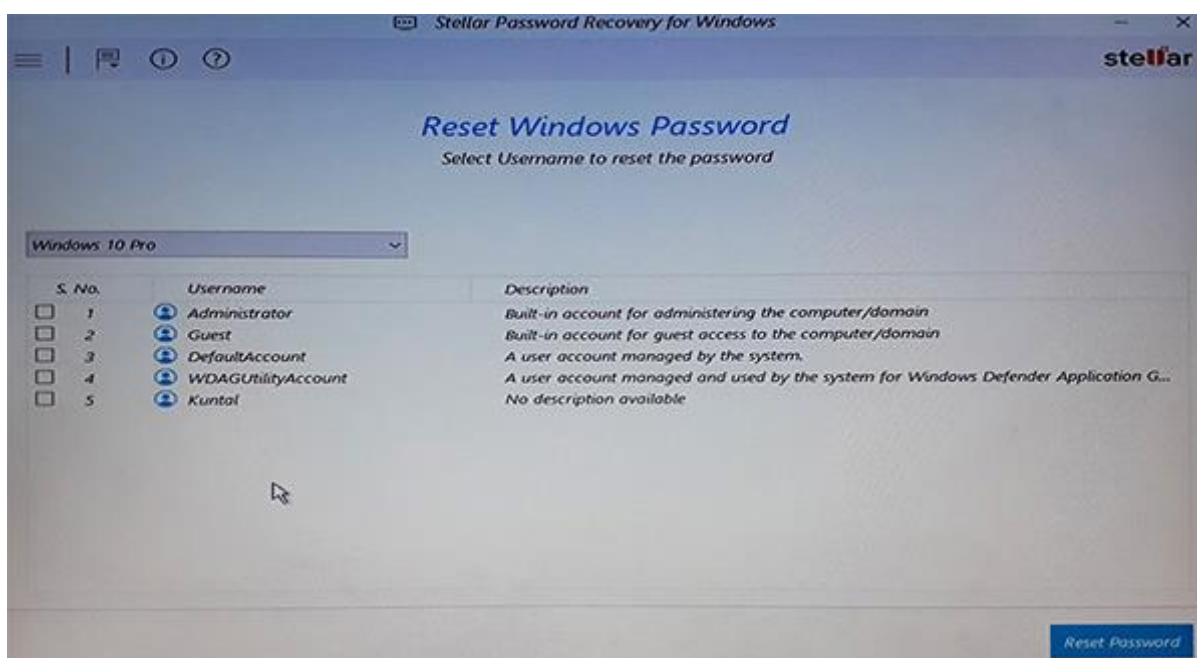 Stellar Password Recovery for Windows
stellar
Reset Windows Password
Select Username to reset the password
Windows 10 Pro
S. No. Username Description
1 Administrator Built-in account for administering the computer/domain
2 Guest Built-in account for guest access to the computer/domain
3 DefaultAccount A user account managed by the system.
4 WDAGUtilityAccount A user account managed and used by the system for Windows Defender Application G...
5 Kuntal No description available
Reset Password